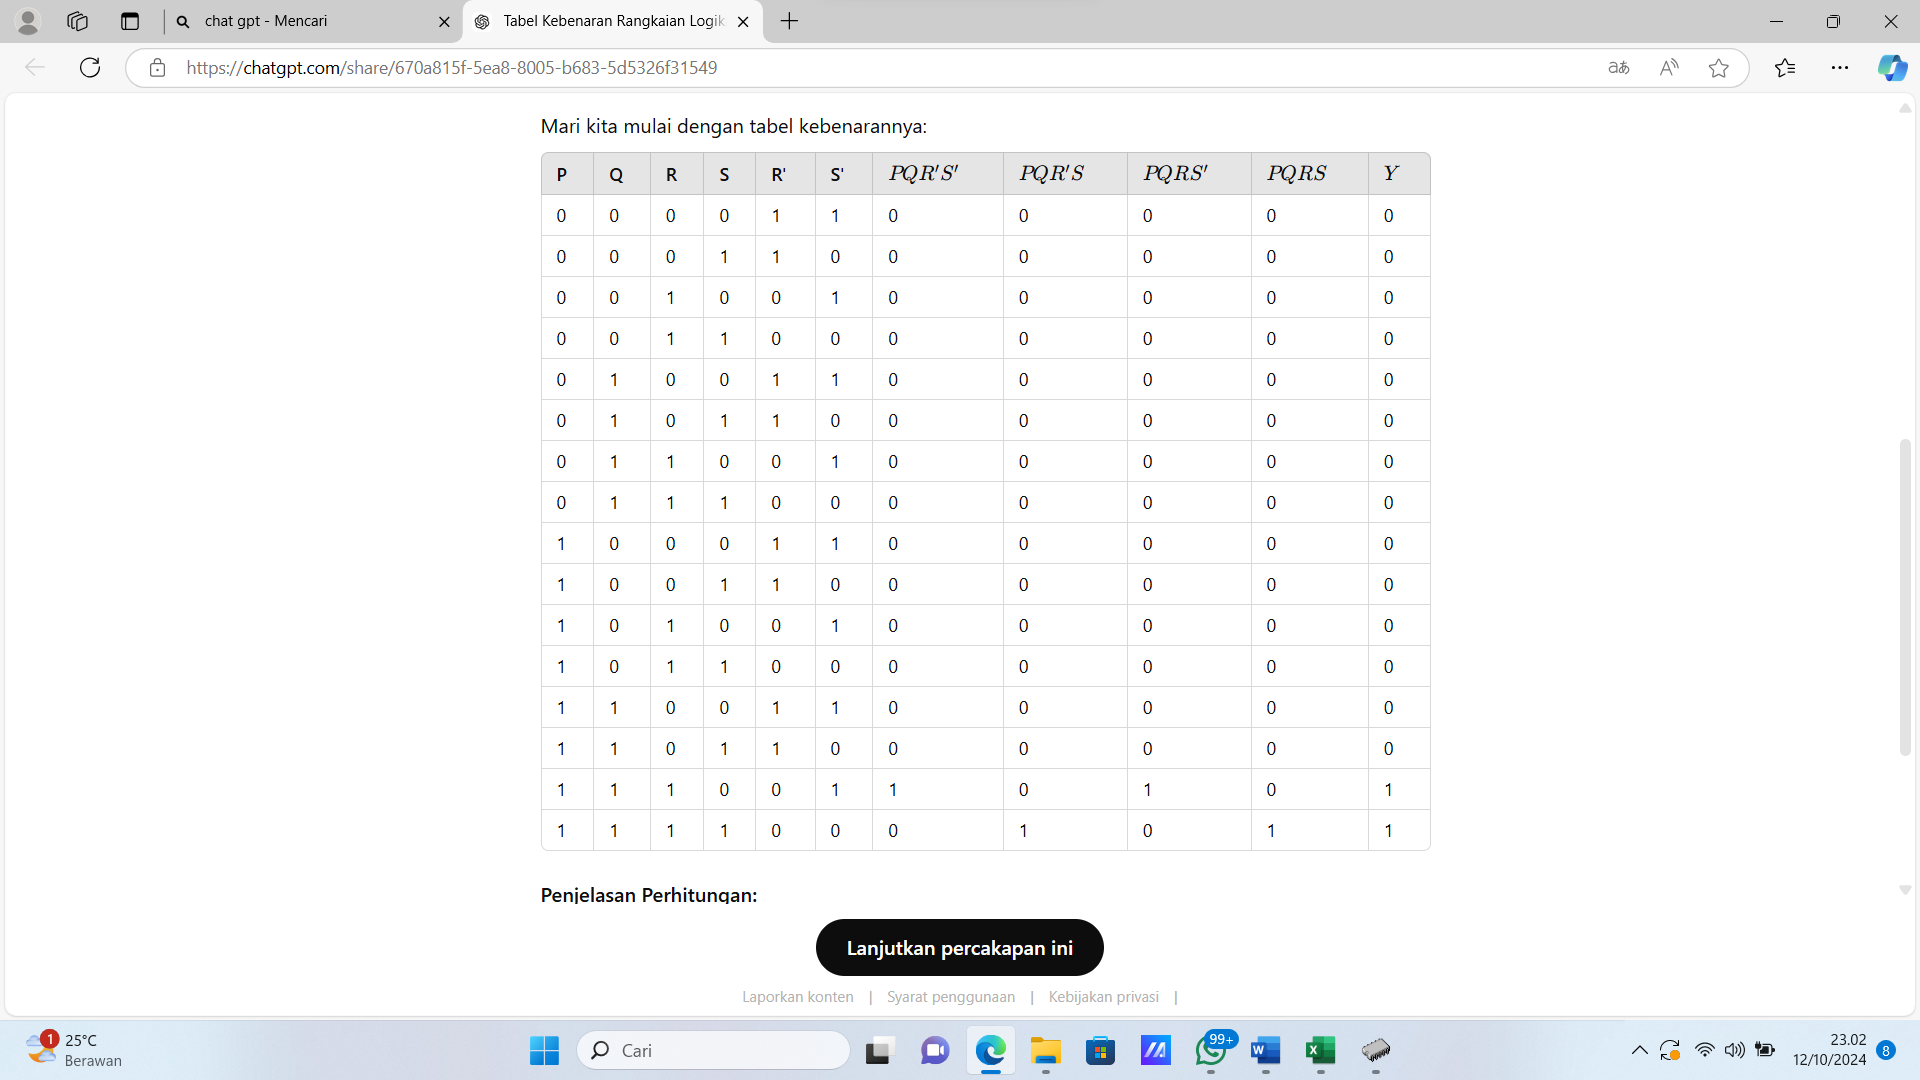 chat gpt - Mencari
Tabel Kebenaran Rangkaian Logik
https://chatgpt.com/share/670a815f-5ea8-8005-b683-5d5326f31549
Mari kita mulai dengan tabel kebenarannya:
P Q R S R' S' PQR'S' PQR'S PQRS' PQRS Y
0 0 0 0 1 1 0 0 0 0 0
0 0 0 1 1 0 0 0 0 0 0
0 0 1 0 0 1 0 0 0 0 0
0 0 1 1 0 0 0 0 0 0 0
0 1 0 0 1 1 0 0 0 0 0
0 1 0 1 1 0 0 0 0 0 0
0 1 1 0 0 1 0 0 0 0 0
0 1 1 1 0 0 0 0 0 0 0
1 0 0 0 1 1 0 0 0 0 0
1 0 0 1 1 0 0 0 0 0 0
1 0 1 0 0 1 0 0 0 0 0
1 0 1 1 0 0 0 0 0 0 0
1 1 0 0 1 1 0 0 0 0 0
1 1 0 1 1 0 0 0 0 0 0
1 1 1 0 0 1 1 0 1 0 1
1 1 1 1 0 0 0 1 0 1 1
Penjelasan Perhitungan:
Lanjutkan percakapan ini
Laporkan konten | Syarat penggunaan | Kebijakan privasi |
1
25°C
Berawan
Cari
99+
23.02
12/10/2024
8